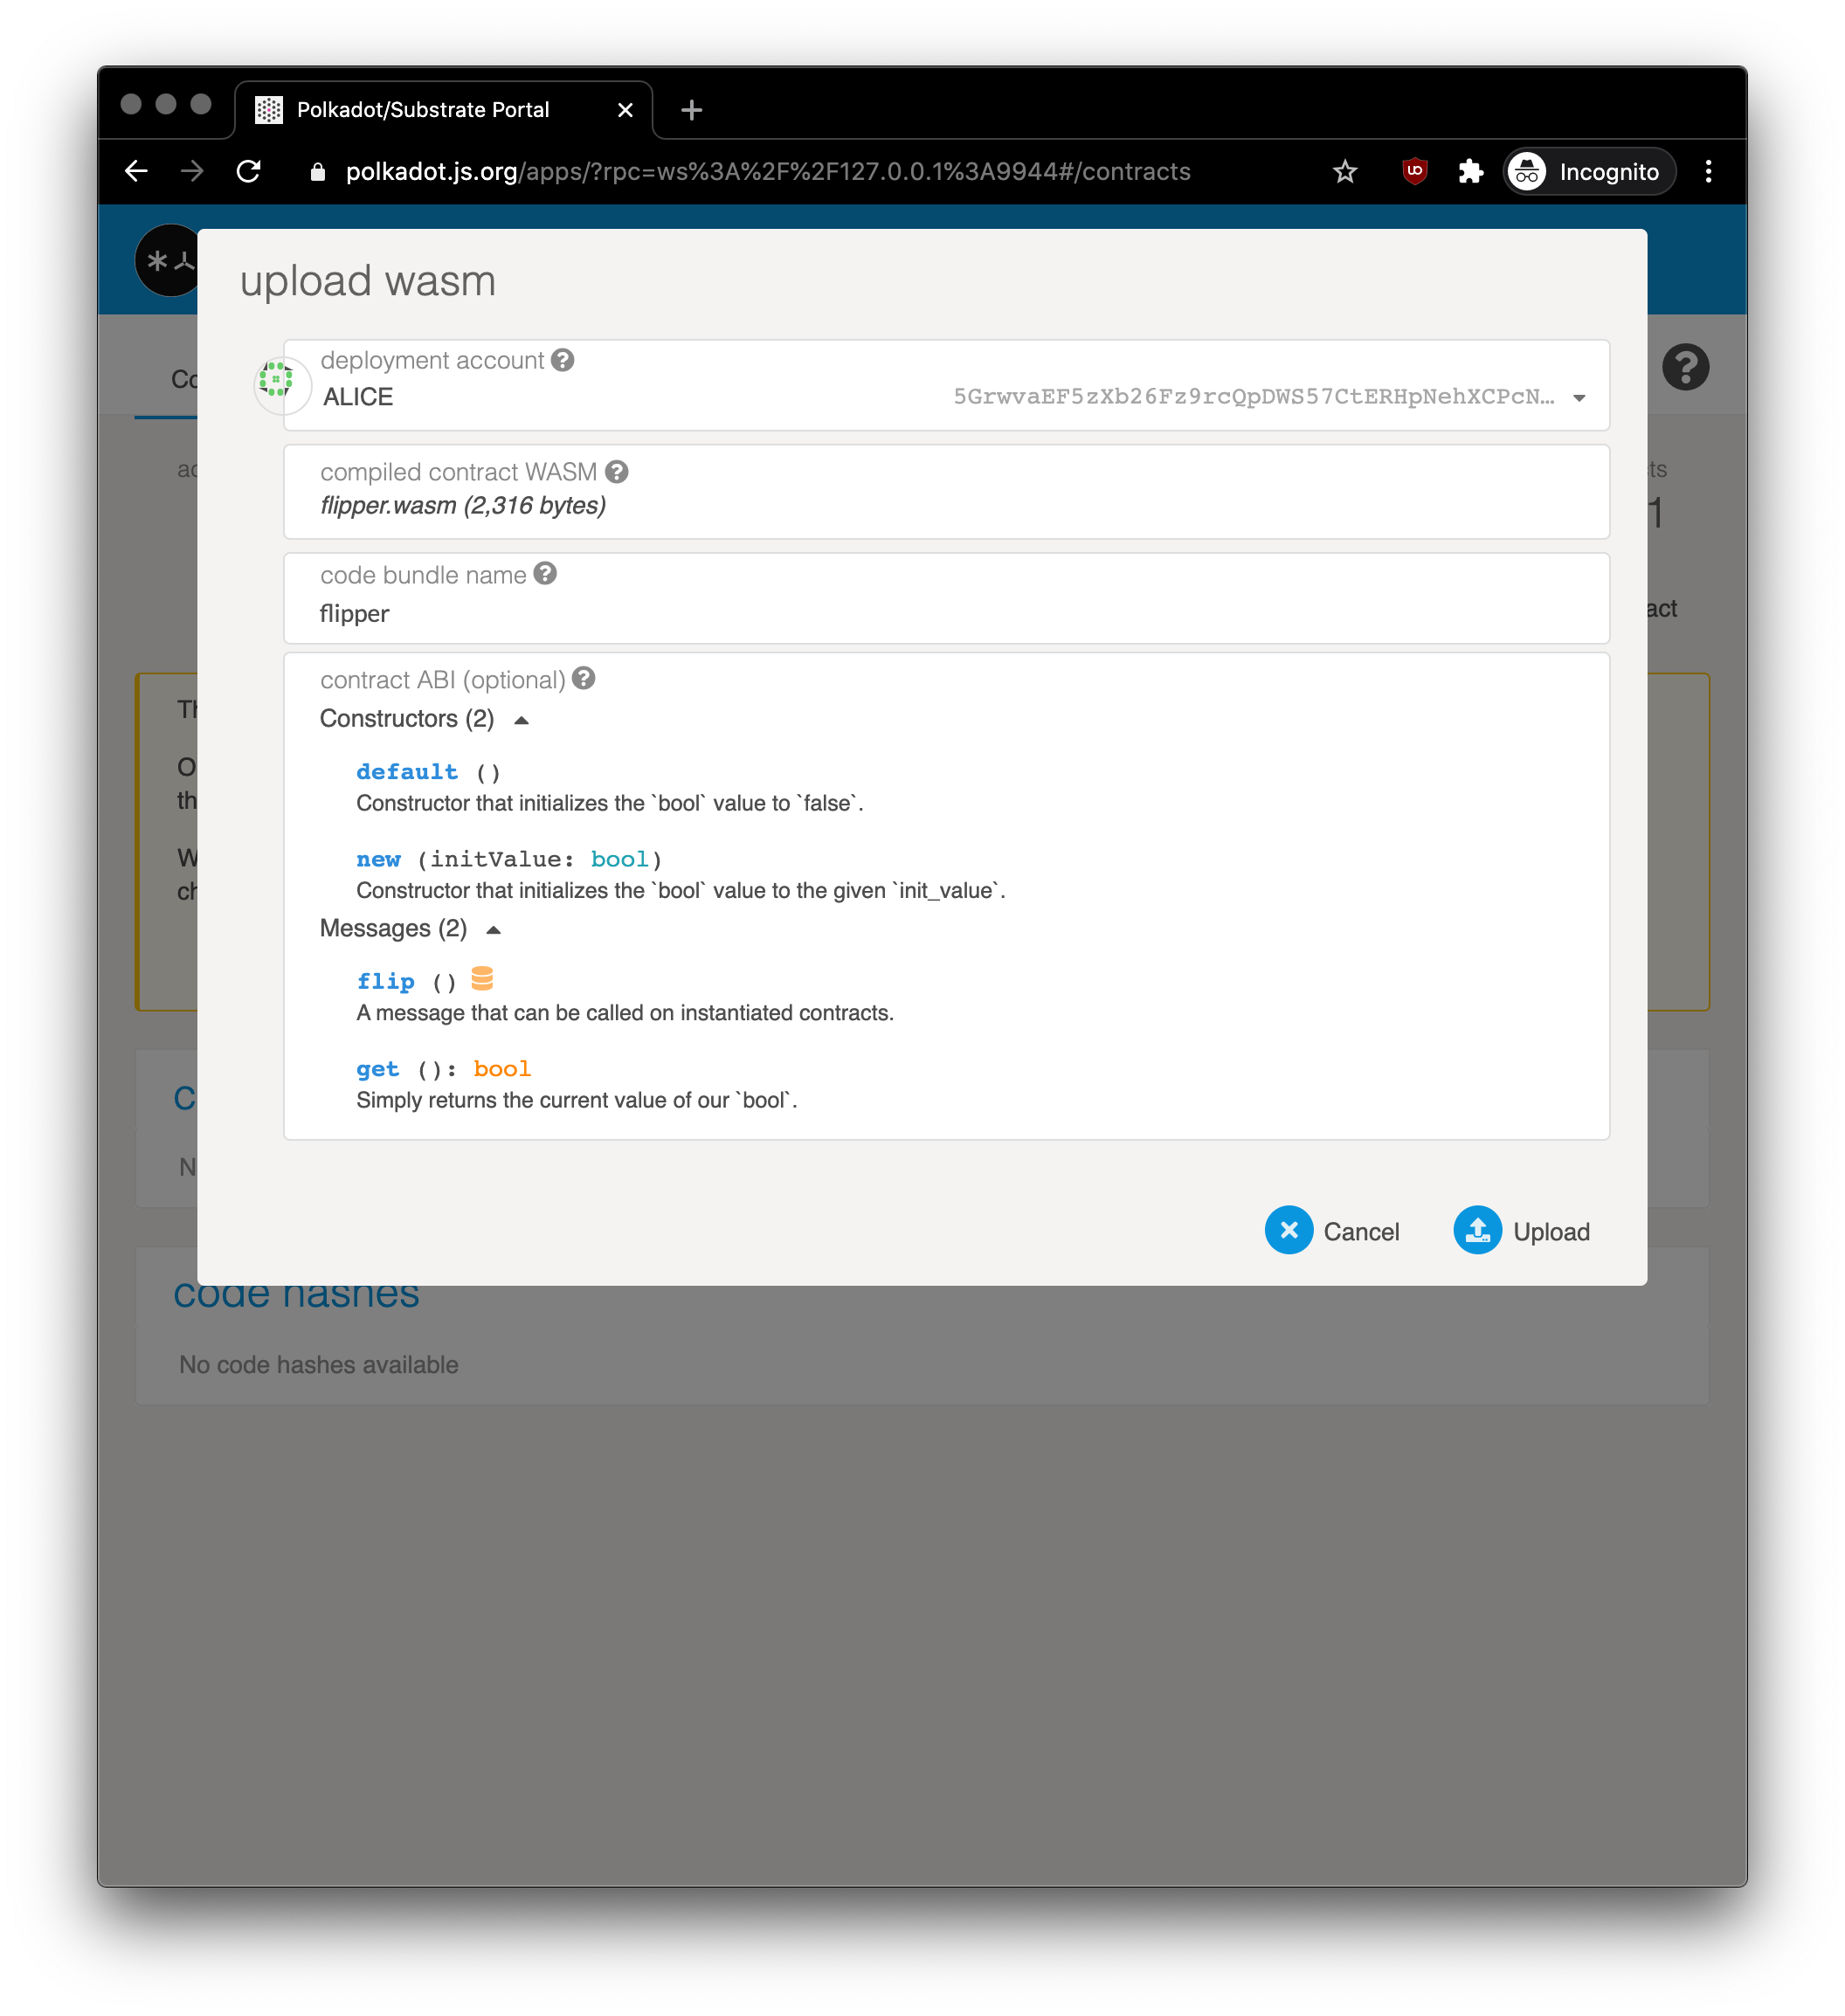 Polkadot/Substrate Portal
polkadot.js.org/apps/?rpc=ws%3A%2F%2F127.0.0.1%3A9944#/contracts
Incognito
upload wasm
deployment account
ALICE 5GrwvaEF5zXb26Fz9rcQpDWS57CtERHpNehXCPcN…
compiled contract WASM
flipper.wasm (2,316 bytes)
code bundle name
flipper
contract ABI (optional)
Constructors (2)
default ()
Constructor that initializes the `bool` value to `false`.
new (initValue: bool)
Constructor that initializes the `bool` value to the given `init_value`.
Messages (2)
flip ()
A message that can be called on instantiated contracts.
get (): bool
Simply returns the current value of our `bool`.
Cancel Upload
code hashes
No code hashes available